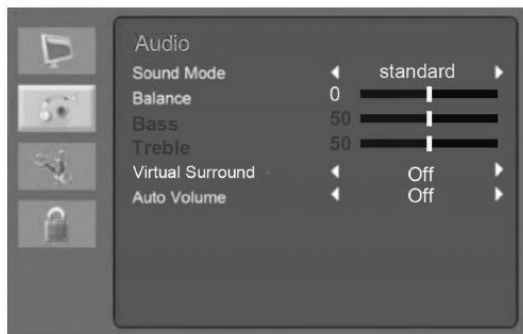 Audio
Sound Mode standard
Balance 0
Bass 50
Treble 50
Virtual Surround Off
Auto Volume Off